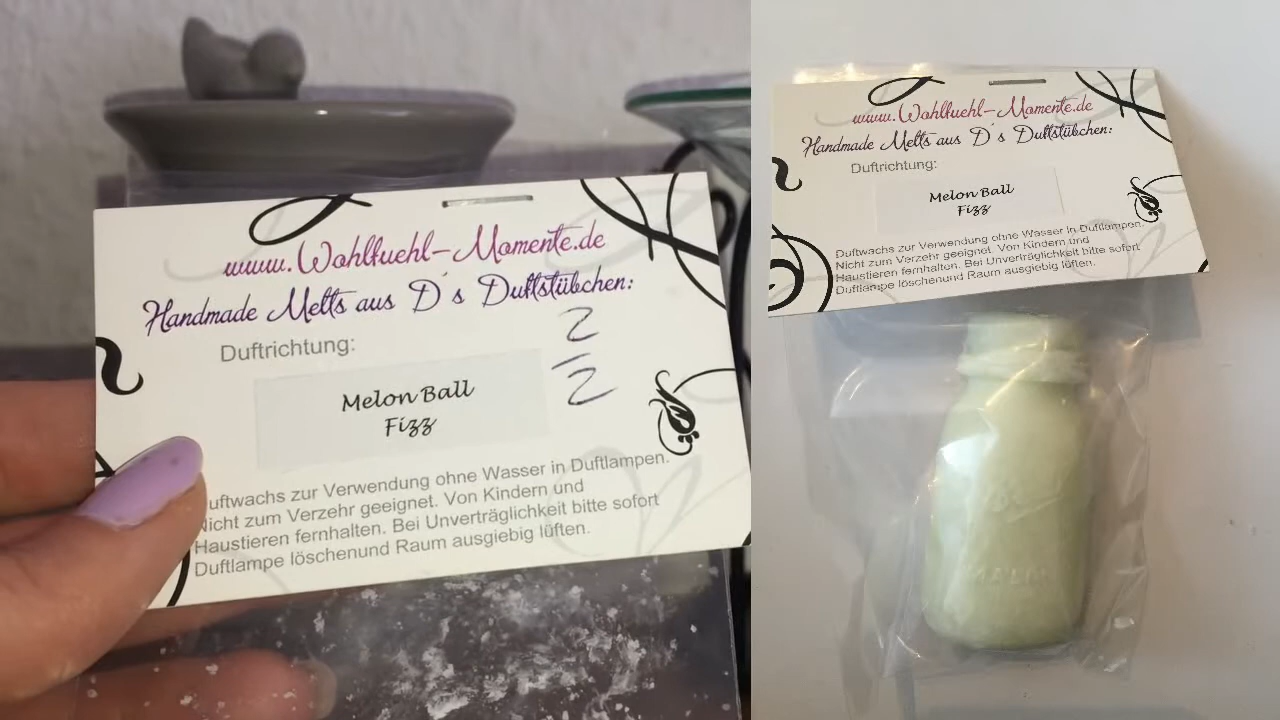 www.Wohlfuehl-Momente.de
Handmade Melts aus D´s Duftstübchen:
Duftrichtung:
Melon Ball
Fizz
2
2
uftwachs zur Verwendung ohne Wasser in Duftlampen.
Nicht zum Verzehr geeignet. Von Kindern und
Haustieren fernhalten. Bei Unverträglichkeit bitte sofort
Duftlampe löschenund Raum ausgiebig lüften.
www.Wohlfuehl-Momente.de
Handmade Melts aus D´s Duftstübchen:
Duftrichtung:
Melon Ball
Fizz
Duftwachs zur Verwendung ohne Wasser in Duftlampen.
Nicht zum Verzehr geeignet. Von Kindern und
Haustieren fernhalten. Bei Unverträglichkeit bitte sofort
Duftlampe löschenund Raum ausgiebig lüften.